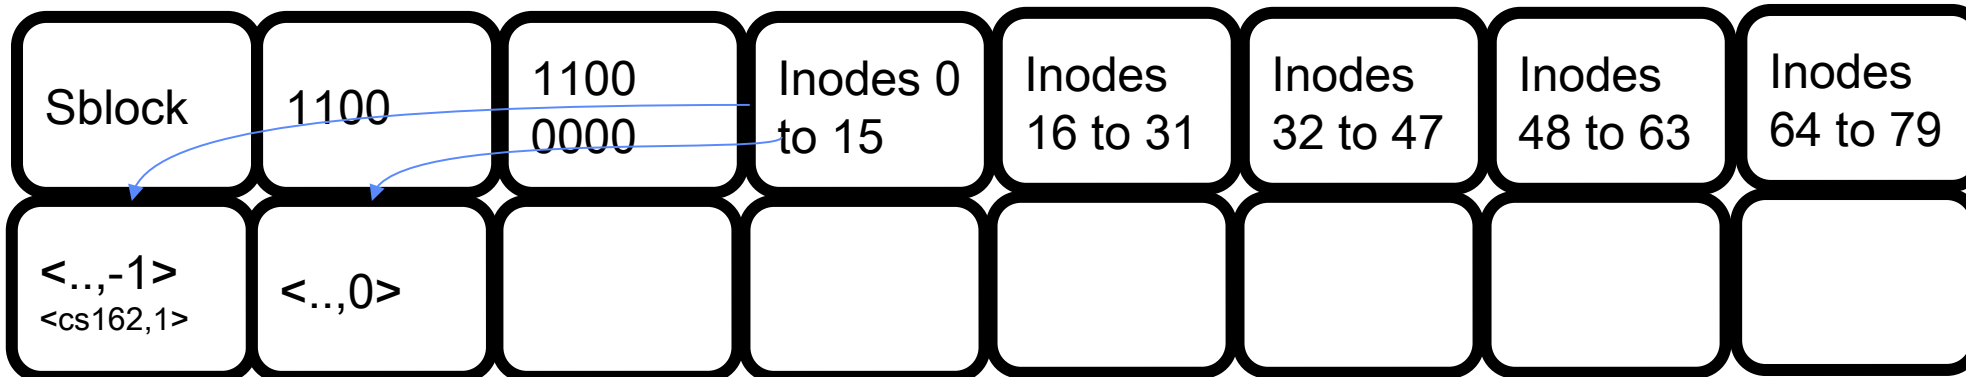 Sblock
1100
1100
0000
Inodes 0
to 15
Inodes
16 to 31
Inodes
32 to 47
Inodes
48 to 63
Inodes
64 to 79
<..,-1>
<cs162,1>
<..,0>